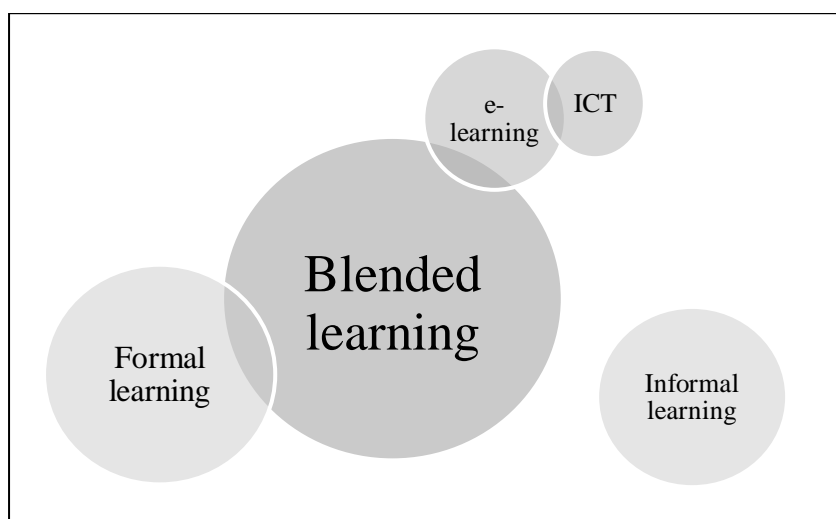 e-
learning
ICT
Blended
learning
Formal
learning
Informal
learning